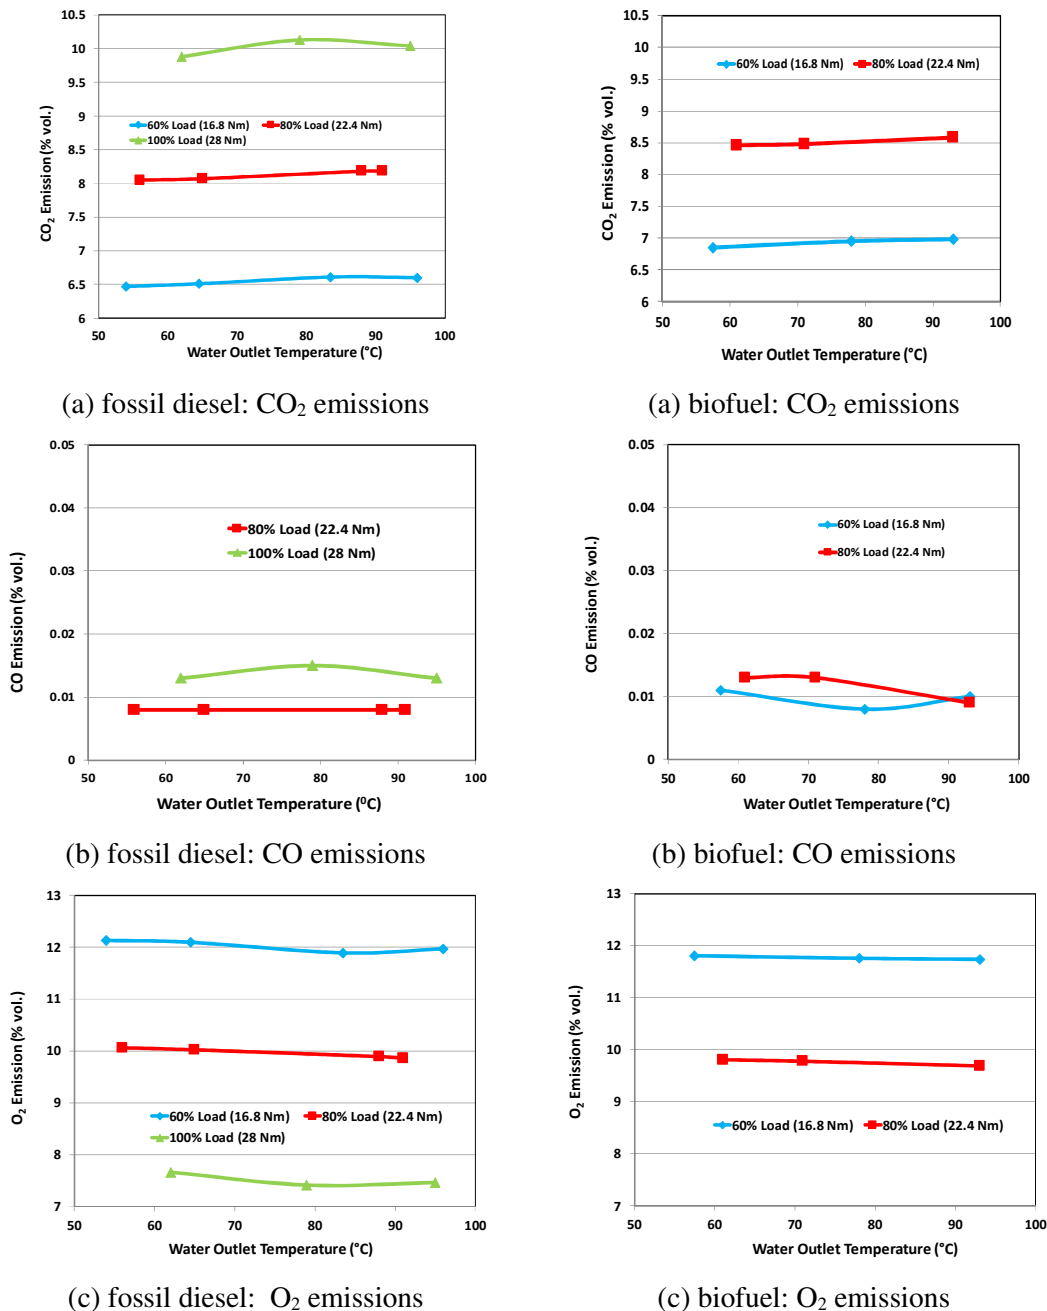 10.5
10
9.5
9
8.5
8
7.5
7
6.5
6
CO₂ Emission (% vol.)
60% Load (16.8 Nm) 80% Load (22.4 Nm)
100% Load (28 Nm)
50 60 70 80 90 100
Water Outlet Temperature (°C)
(a) fossil diesel: CO₂ emissions
10.5
10
9.5
9
8.5
8
7.5
7
6.5
6
CO₂ Emission (% vol.)
60% Load (16.8 Nm) 80% Load (22.4 Nm)
50 60 70 80 90 100
Water Outlet Temperature (°C)
(a) biofuel: CO₂ emissions
0.05
0.04
0.03
0.02
0.01
0
CO Emission (% vol.)
80% Load (22.4 Nm)
100% Load (28 Nm)
50 60 70 80 90 100
Water Outlet Temperature (⁰C)
(b) fossil diesel: CO emissions
0.05
0.04
0.03
0.02
0.01
0
CO Emission (% vol.)
60% Load (16.8 Nm)
80% Load (22.4 Nm)
50 60 70 80 90 100
Water Outlet Temperature (°C)
(b) biofuel: CO emissions
13
12
11
10
9
8
7
O₂ Emission (% vol.)
60% Load (16.8 Nm) 80% Load (22.4 Nm)
100% Load (28 Nm)
50 60 70 80 90 100
Water Outlet Temperature (°C)
(c) fossil diesel: O₂ emissions
13
12
11
10
9
8
7
O₂ Emission (% vol.)
60% Load (16.8 Nm) 80% Load (22.4 Nm)
50 60 70 80 90 100
Water Outlet Temperature (°C)
(c) biofuel: O₂ emissions